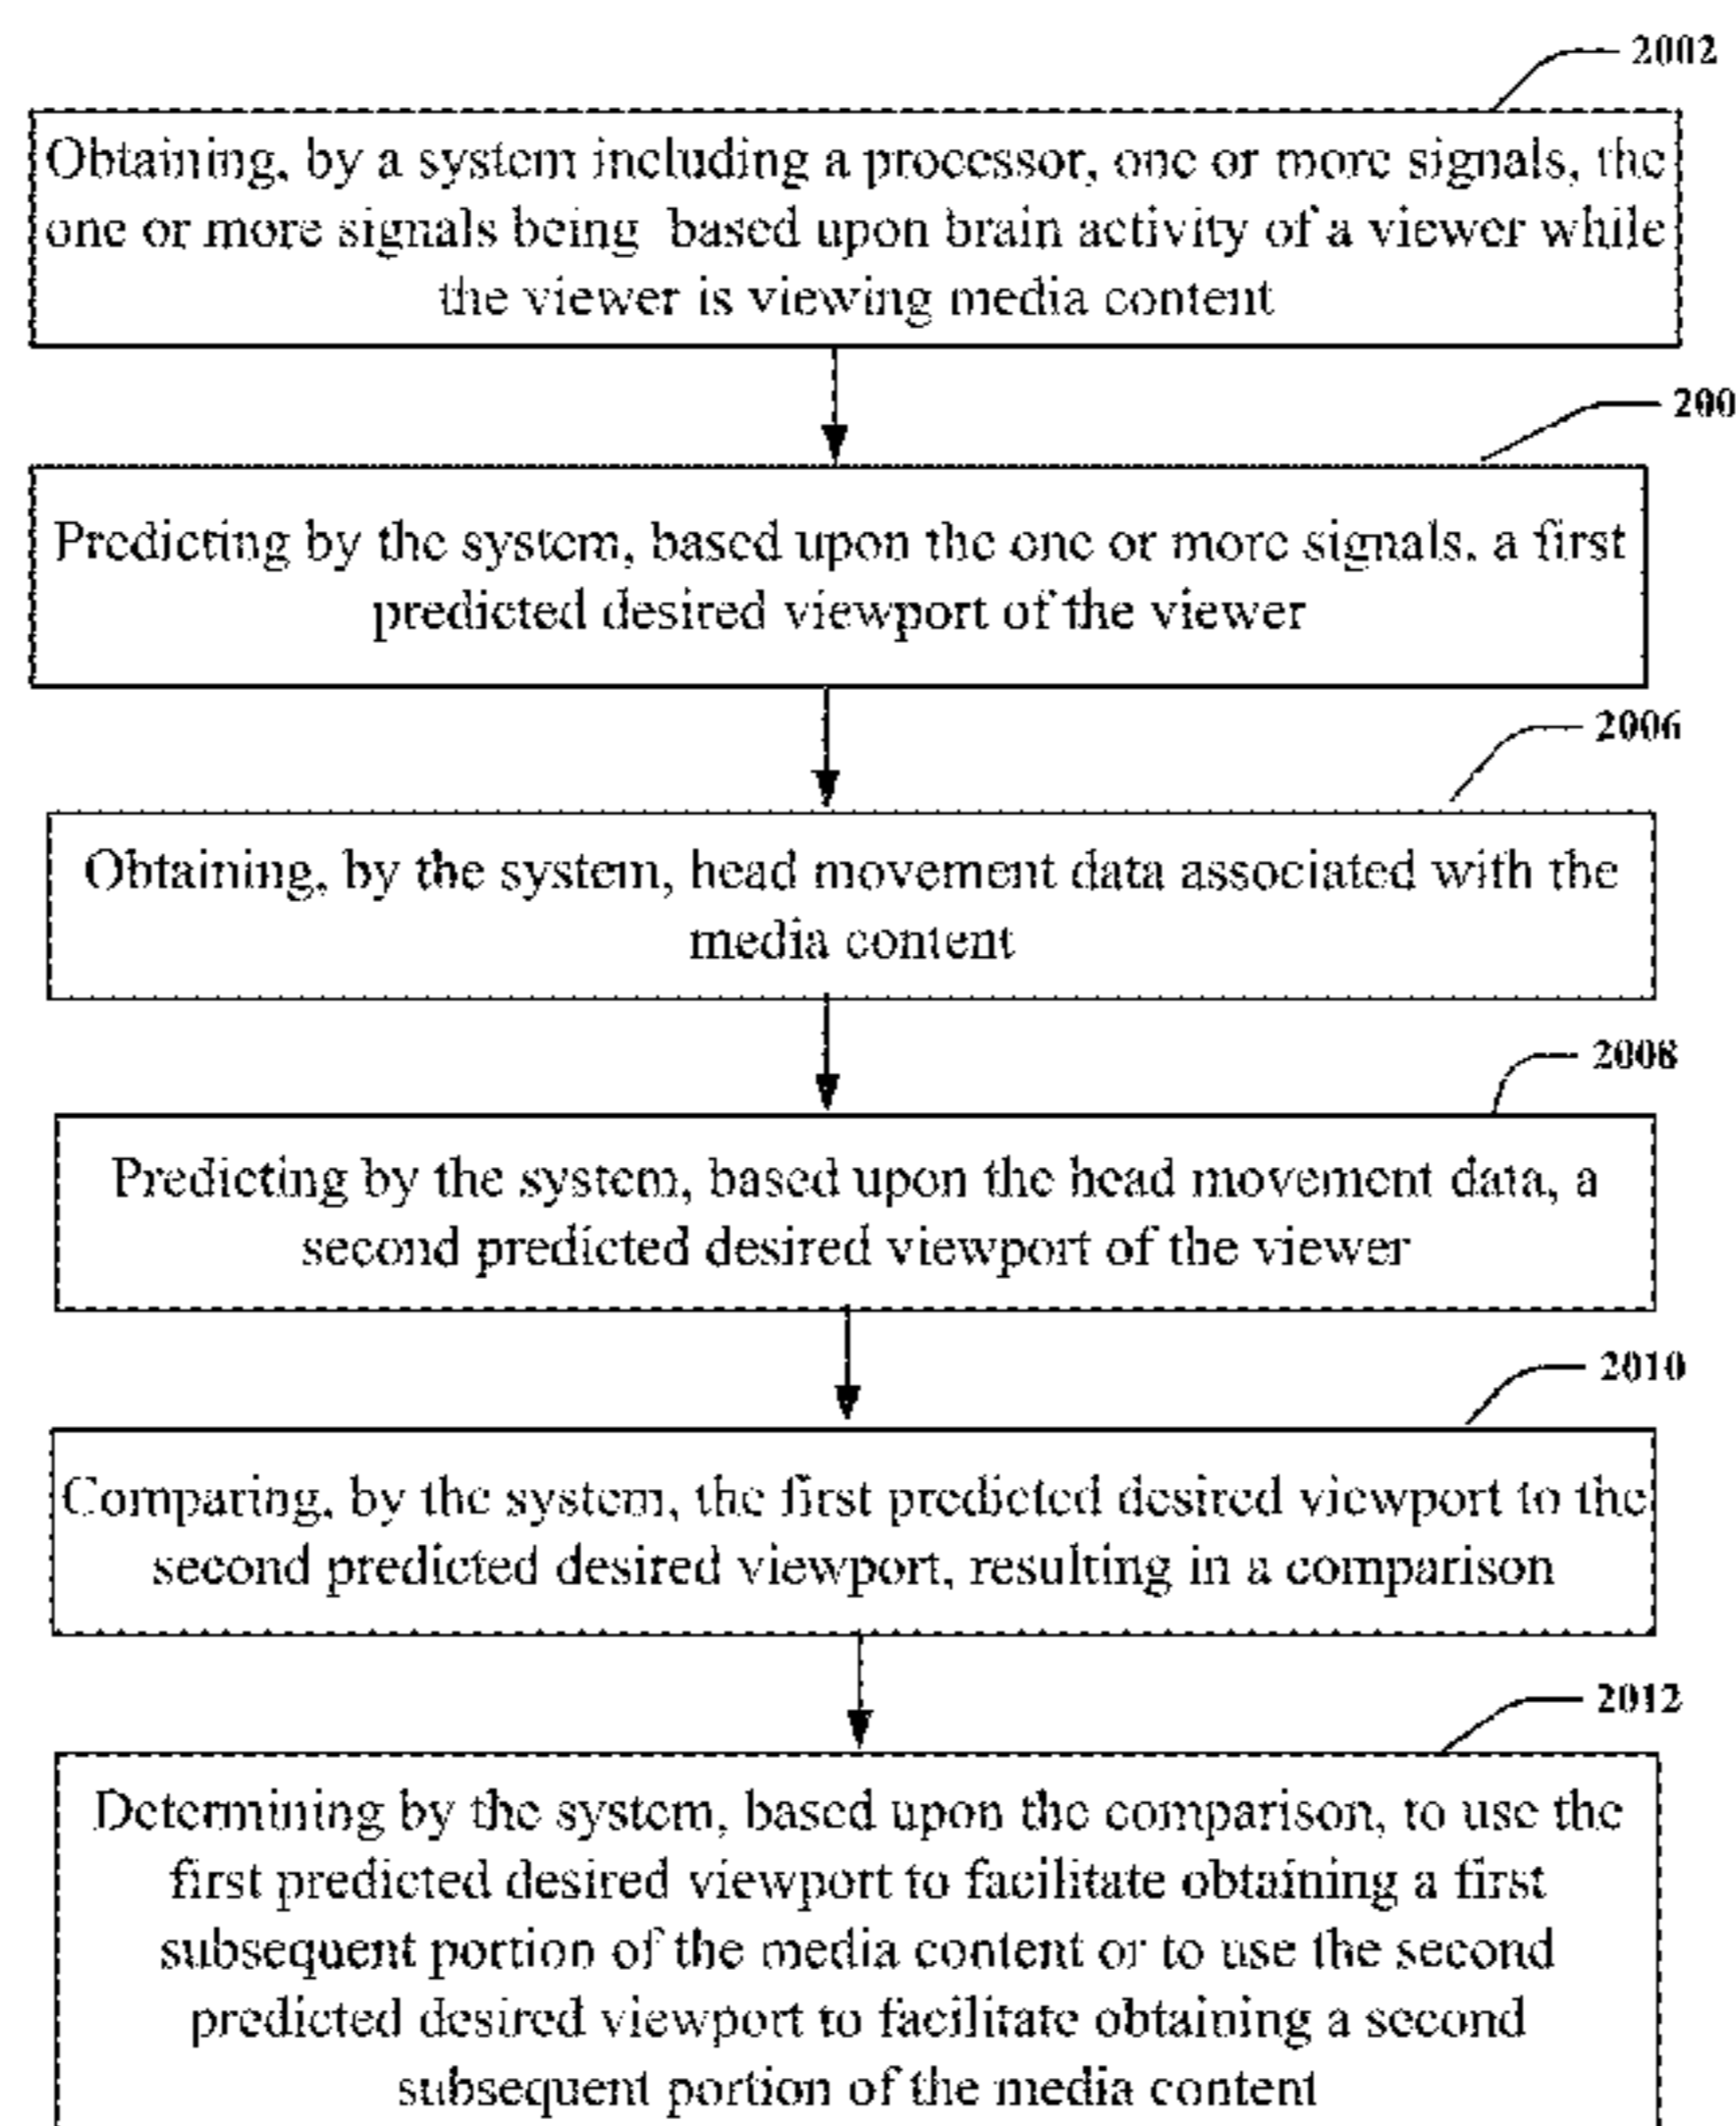 2002
Obtaining, by a system including a processor, one or more signals, the
one or more signals being based upon brain activity of a viewer while
the viewer is viewing media content
200
Predicting by the system, based upon the one or more signals, a first
predicted desired viewport of the viewer
2006
Obtaining, by the system, head movement data associated with the
media content
2008
Predicting by the system, based upon the head movement data, a
second predicted desired viewport of the viewer
2010
Comparing, by the system, the first predicted desired viewport to the
second predicted desired viewport, resulting in a comparison
2012
Determining by the system, based upon the comparison, to use the
first predicted desired viewport to facilitate obtaining a first
subsequent portion of the media content or to use the second
predicted desired viewport to facilitate obtaining a second
subsequent portion of the media content